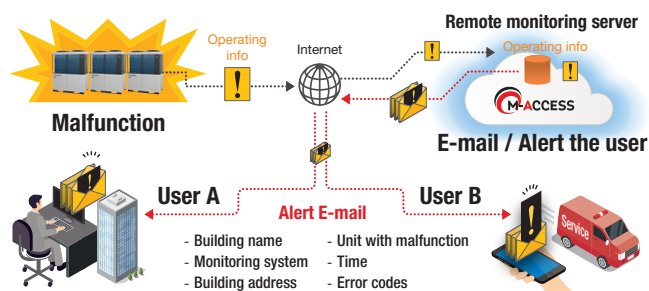 Remote monitoring server
Operating
info
Internet
Operating info
M-ACCESS
Malfunction
E-mail / Alert the user
User A
User B
Alert E-mail
- Building name
- Monitoring system
- Building address
- Unit with malfunction
- Time
- Error codes
Service